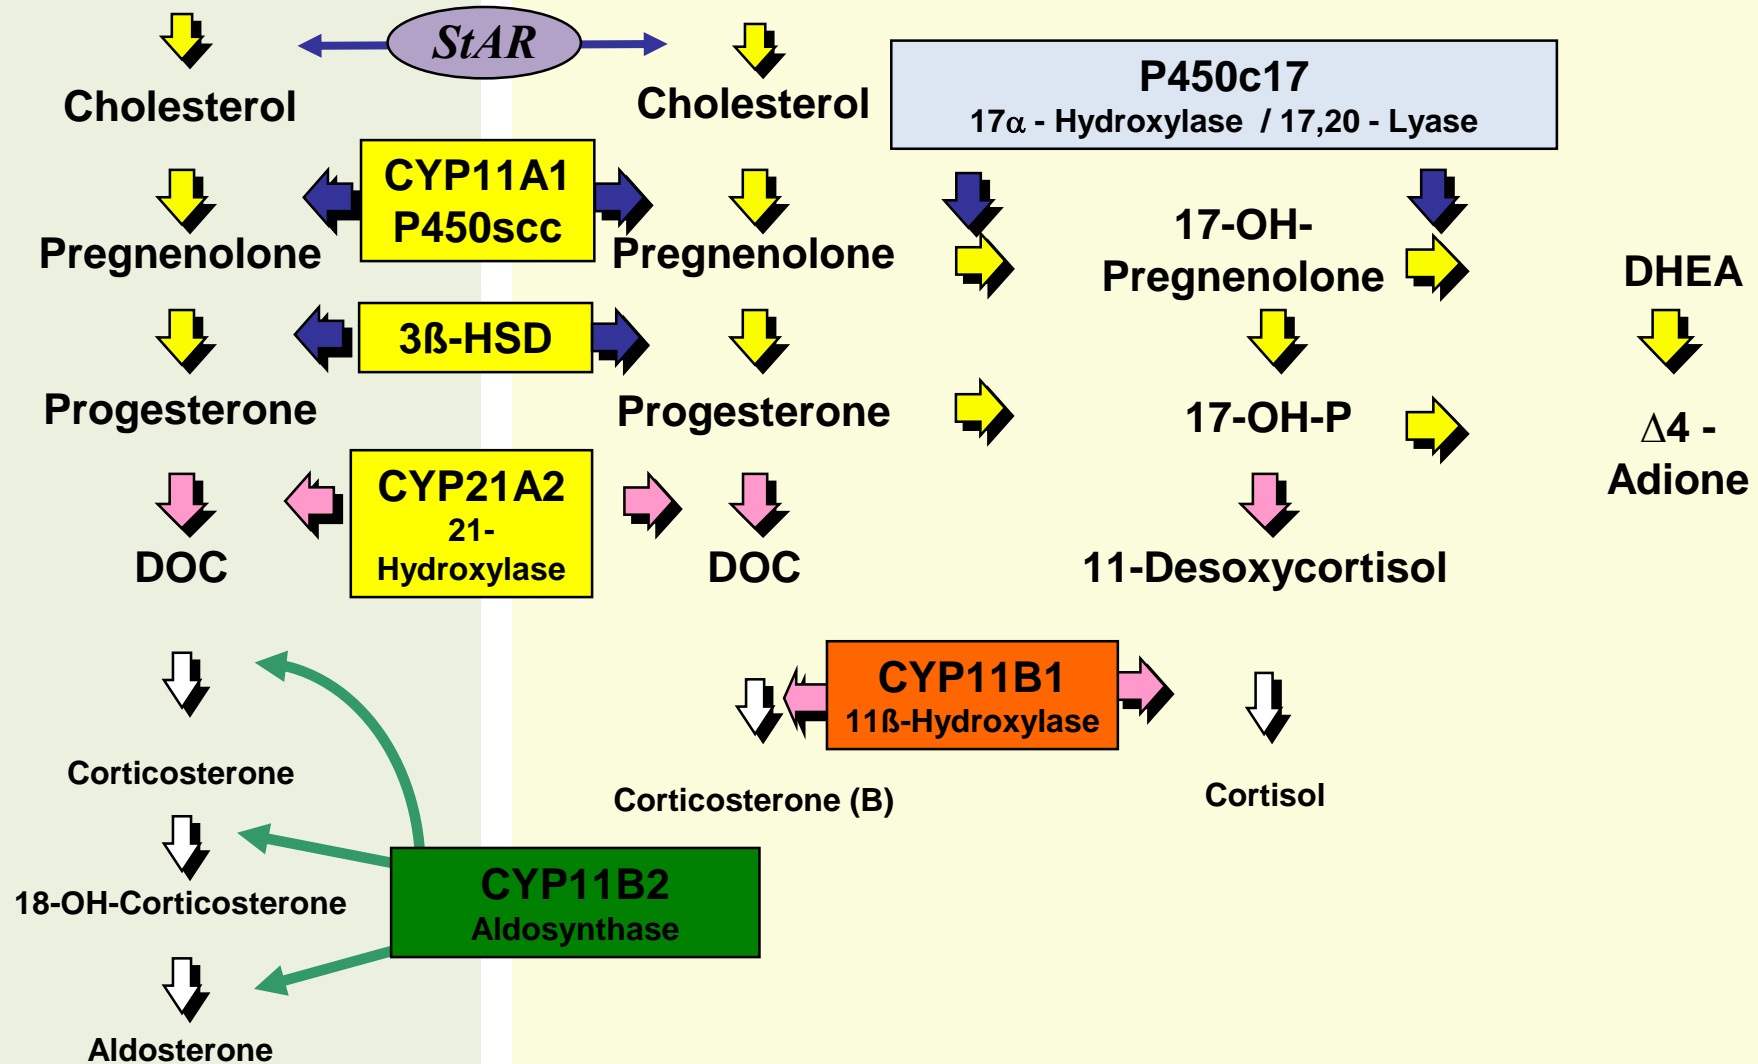 StAR
Cholesterol
Cholesterol
P450c17
17α - Hydroxylase / 17,20 - Lyase
CYP11A1
P450scc
Pregnenolone
Pregnenolone
17-OH-
Pregnenolone
DHEA
3ß-HSD
Progesterone
Progesterone
17-OH-P
Δ4 -
Adione
CYP21A2
21-
Hydroxylase
DOC
DOC
11-Desoxycortisol
CYP11B1
11ß-Hydroxylase
Corticosterone
Corticosterone (B)
Cortisol
18-OH-Corticosterone
CYP11B2
Aldosynthase
Aldosterone